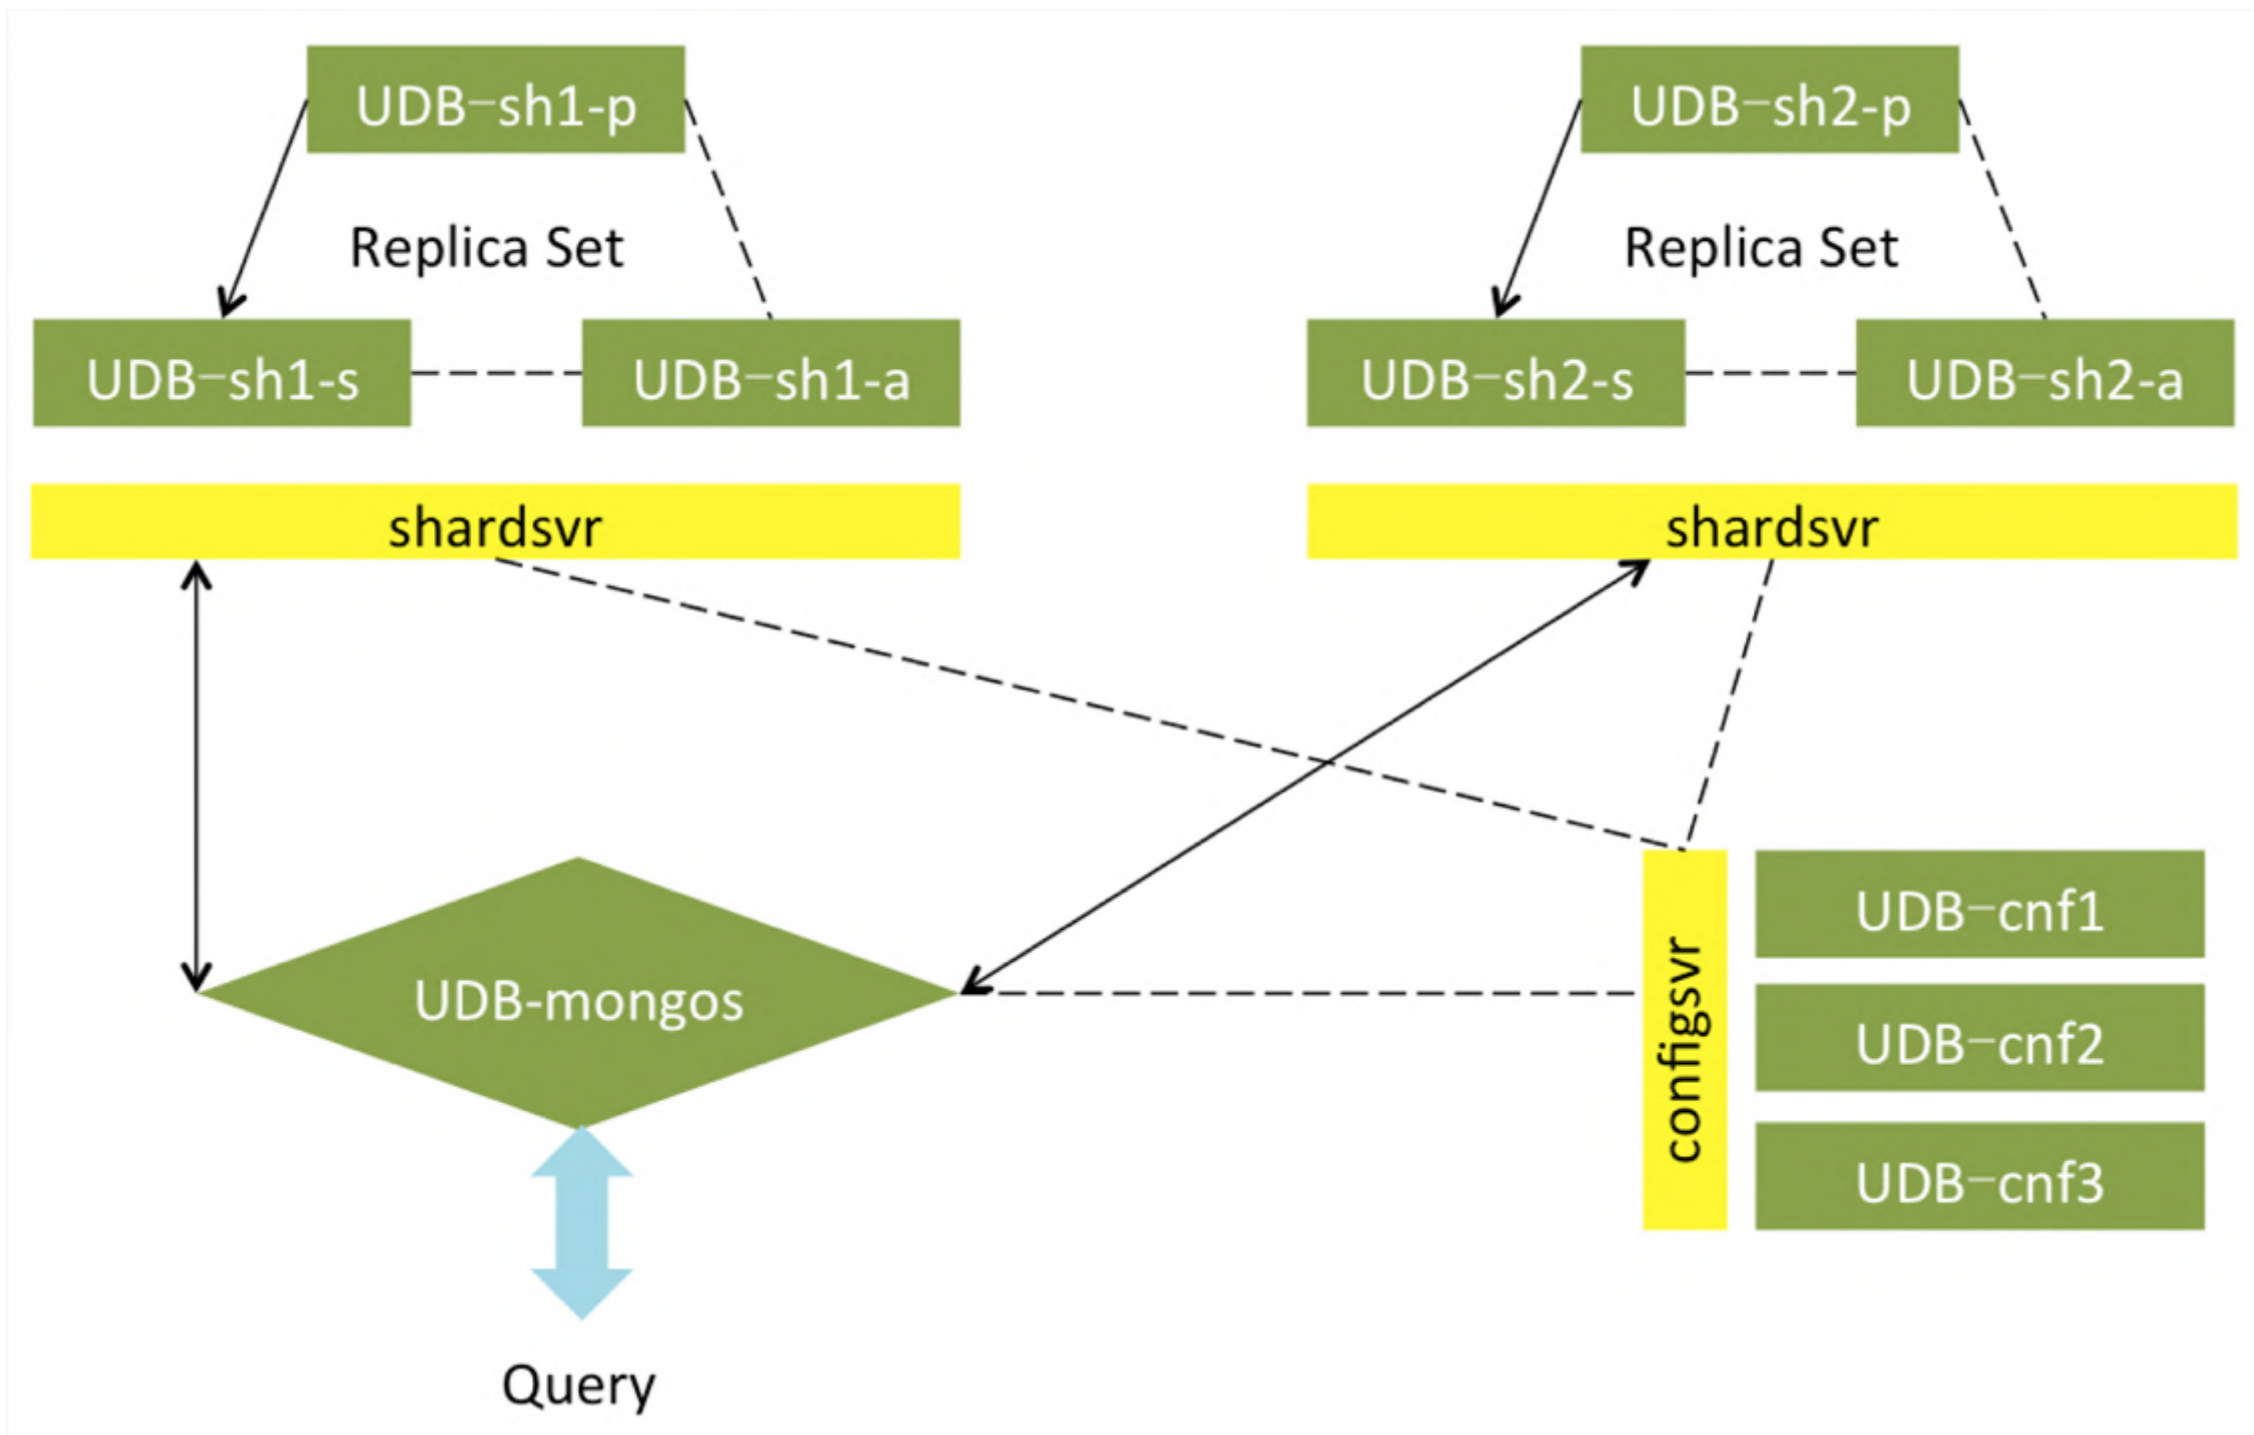 UDB—sh1-p
UDB—sh2-p
Replica Set
Replica Set
UDB—sh1-s
UDB—sh1-a
UDB—sh2-s
UDB—sh2-a
shardsvr
shardsvr
UDB-mongos
configsvr
UDB—cnf1
UDB—cnf2
UDB—cnf3
Query